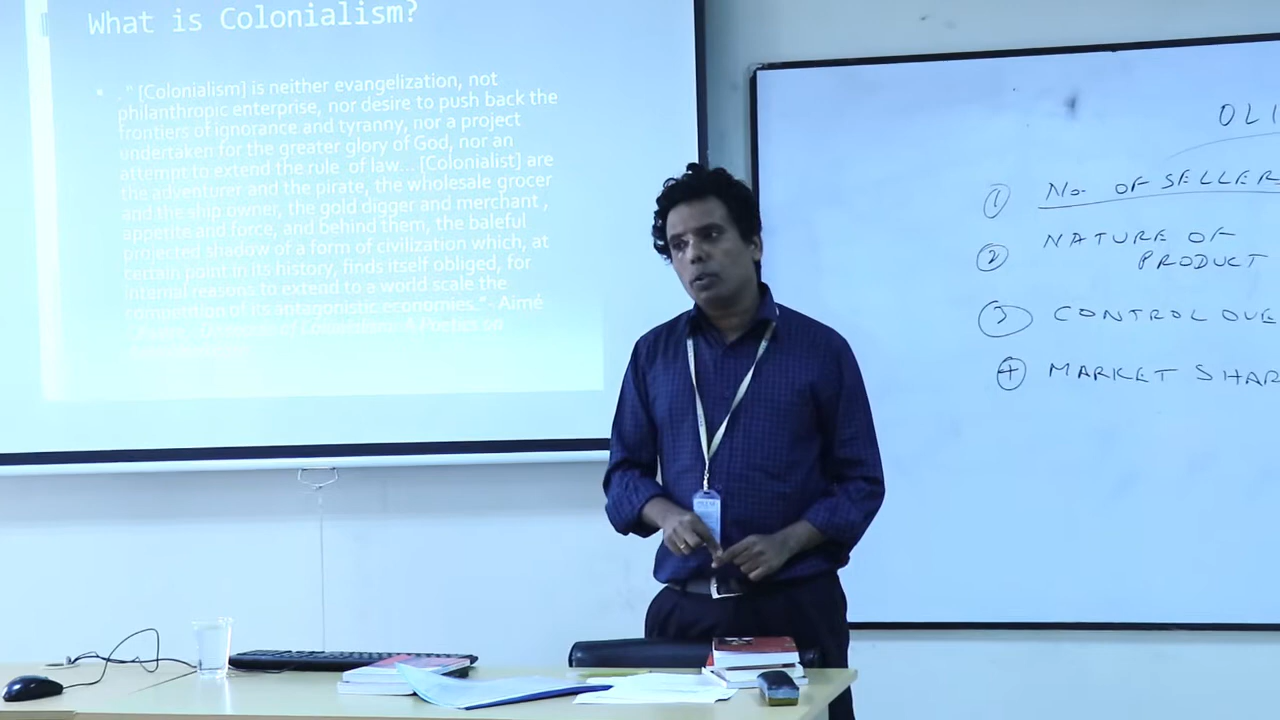 What is Colonialism?
" [Colonialism] is neither evangelization, not
philanthropic enterprise, nor desire to push back the
frontiers of ignorance and tyranny, nor a project
undertaken for the greater glory of God, nor an
attempt to extend the rule of law... [Colonialist] are
the adventurer and the pirate, the wholesale grocer
and the ship owner, the gold digger and merchant ,
appetite and force, and behind them, the baleful
projected shadow of a form of civilization which, at
certain point in its history, finds itself obliged, for
internal reasons to extend to a world scale the
competition of its antagonistic economies."- Aimé
A Poetics on
OLI
1 No. OF SELLER
2 NATURE OF
PRODUCT
3 CONTROL OVE
4 MARKET SHAR